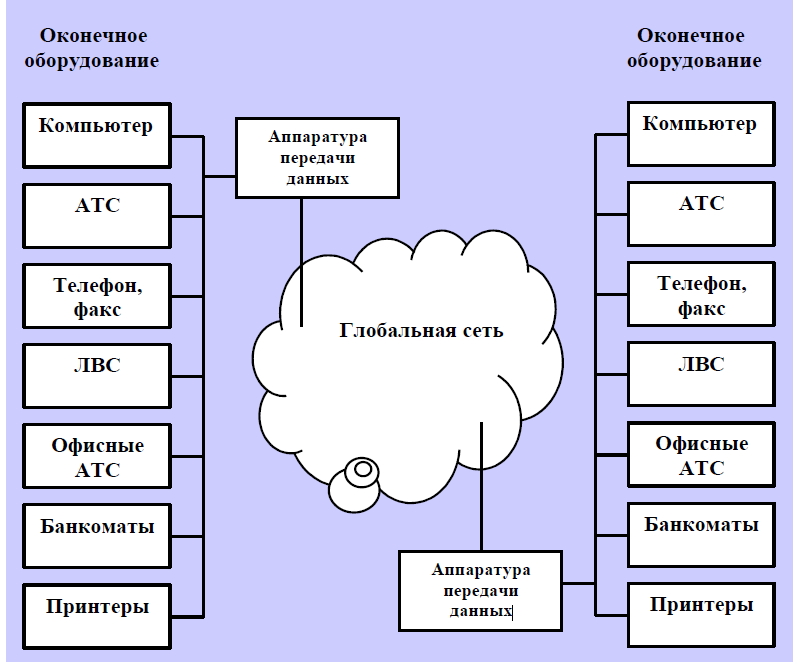 Оконечное
оборудование
Компьютер
АТС
Телефон,
факс
ЛВС
Офисные
АТС
Банкоматы
Принтеры
Аппаратура
передачи
данных
Глобальная сеть
Аппаратура
передачи
данных
Оконечное
оборудование
Компьютер
АТС
Телефон,
факс
ЛВС
Офисные
АТС
Банкоматы
Принтеры